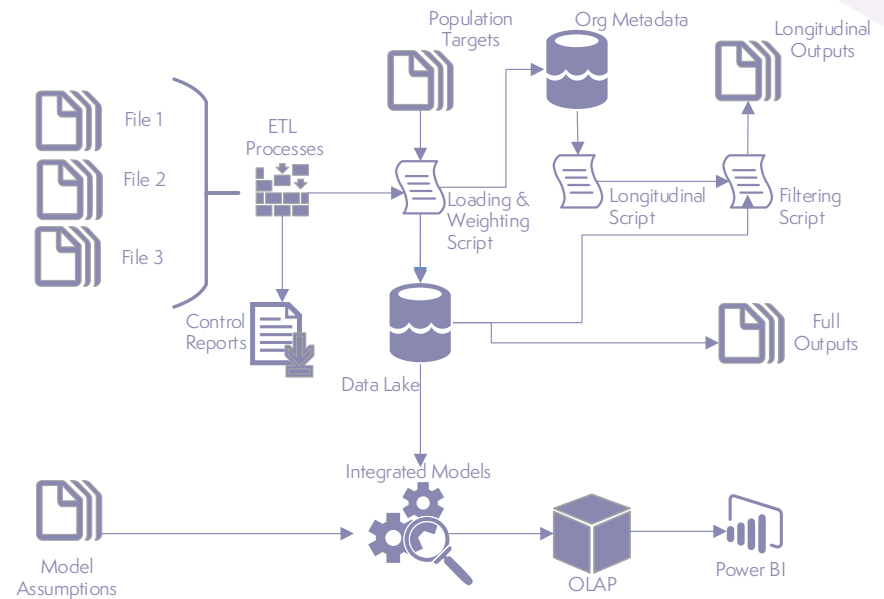 Population
Targets
Org Metadata
Longitudinal
Outputs
File 1
ETL
Processes
File 2
File 3
Loading &
Weighting
Script
Longitudinal
Script
Filtering
Script
Control
Reports
Full
Outputs
Data Lake
Integrated Models
Model
Assumptions
OLAP
Power BI